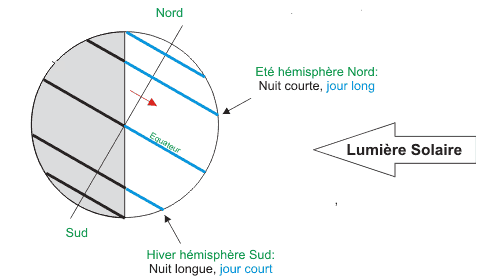 Nord
Eté hémisphère Nord:
Nuit courte, jour long
Equateur
Lumière Solaire
Sud
Hiver hémisphère Sud:
Nuit longue, jour court